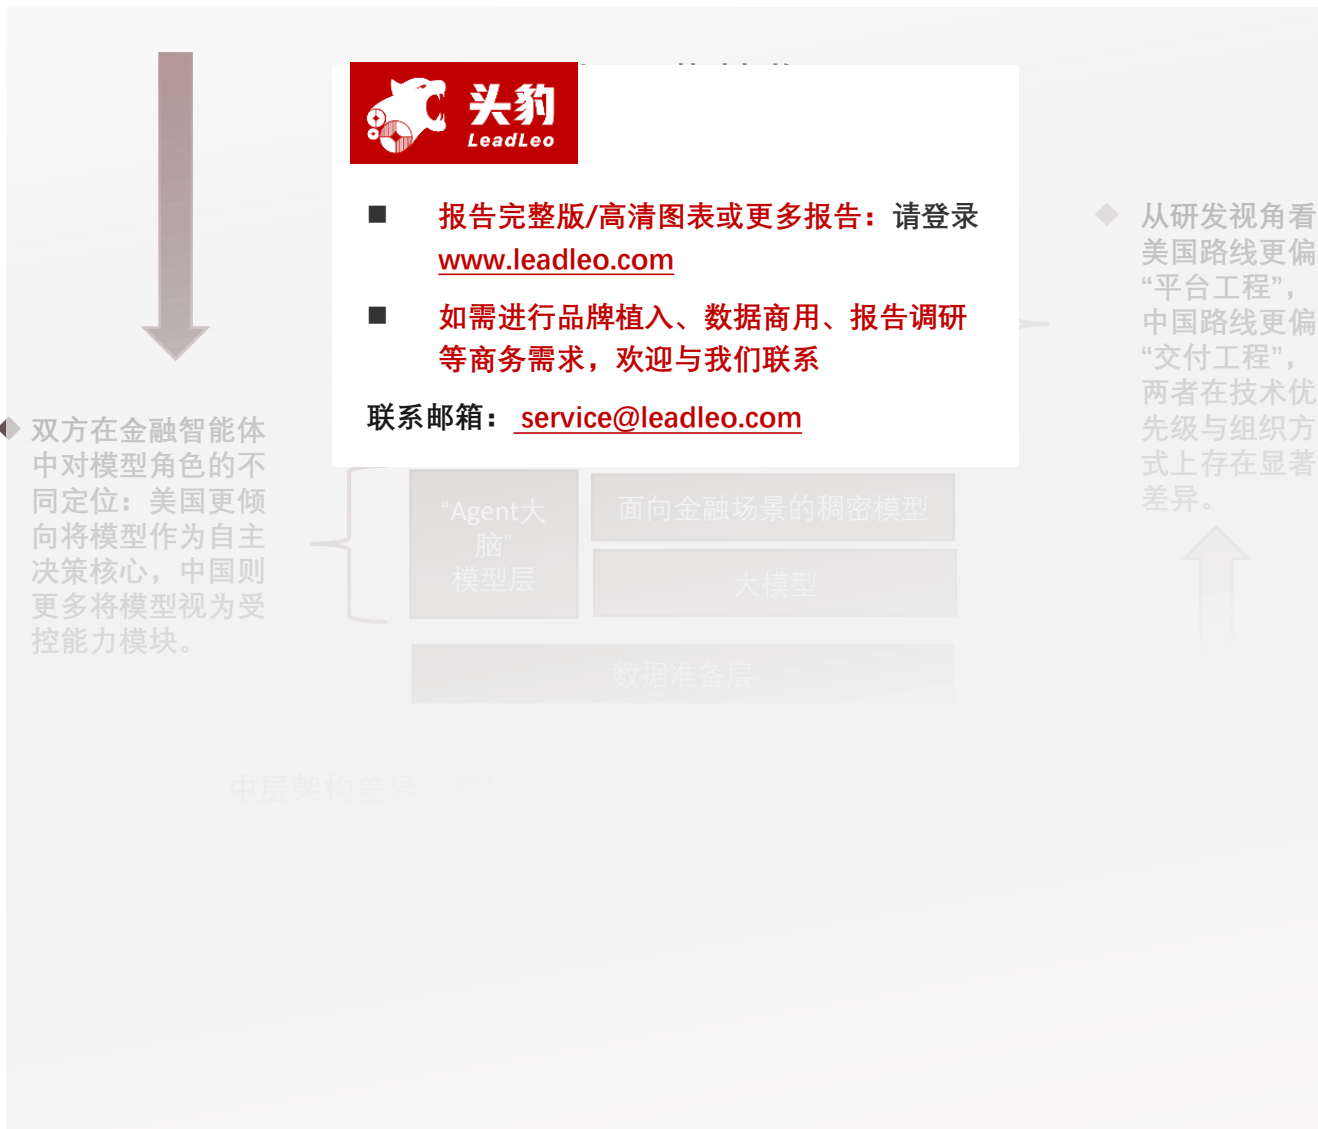 头豹
LeadLeo
■ 报告完整版/高清图表或更多报告：请登录
www.leadleo.com
■ 如需进行品牌植入、数据商用、报告调研
等商务需求，欢迎与我们联系
联系邮箱： service@leadleo.com
双方在金融智能体
中对模型角色的不
同定位：美国更倾
向将模型作为自主
决策核心，中国则
更多将模型视为受
控能力模块。
“Agent大
脑”
模型层
面向金融场景的稠密模型
大模型
数据准备层
从研发视角看
美国路线更偏
“平台工程”，
中国路线更偏
“交付工程”，
两者在技术优
先级与组织方
式上存在显著
差异。
中层架构差异：